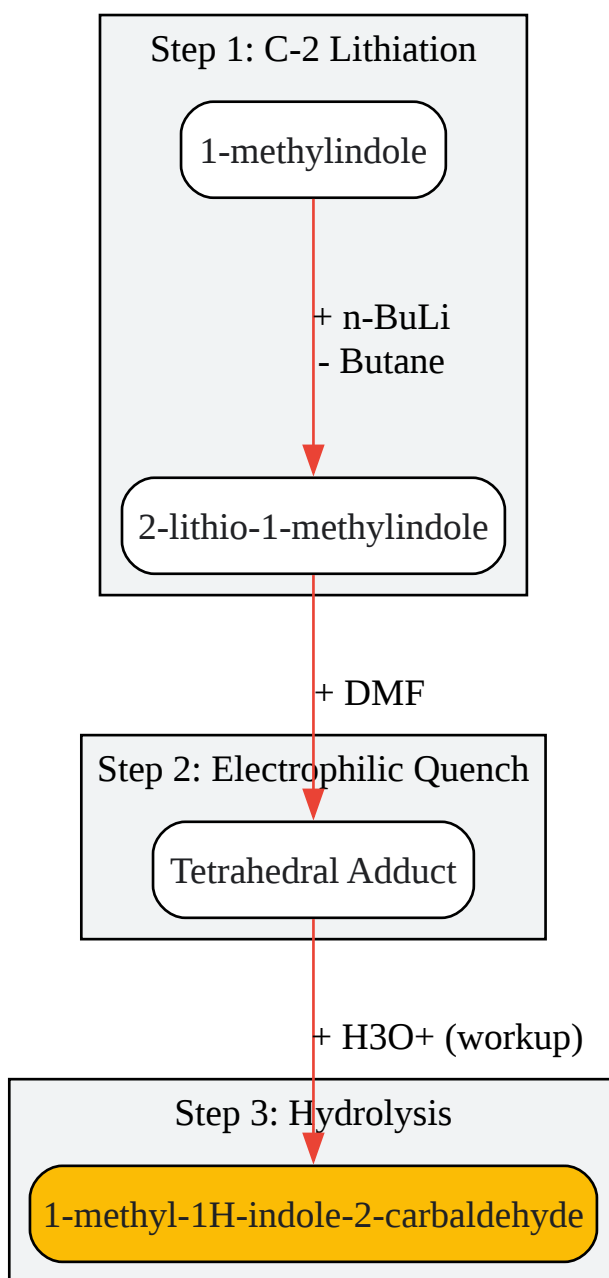 Step 1: C-2 Lithiation
1-methylindole
+ n-BuLi
- Butane
2-lithio-1-methylindole
+ DMF
Step 2: Electrophilic Quench
Tetrahedral Adduct
+ H3O+ (workup)
Step 3: Hydrolysis
1-methyl-1H-indole-2-carbaldehyde